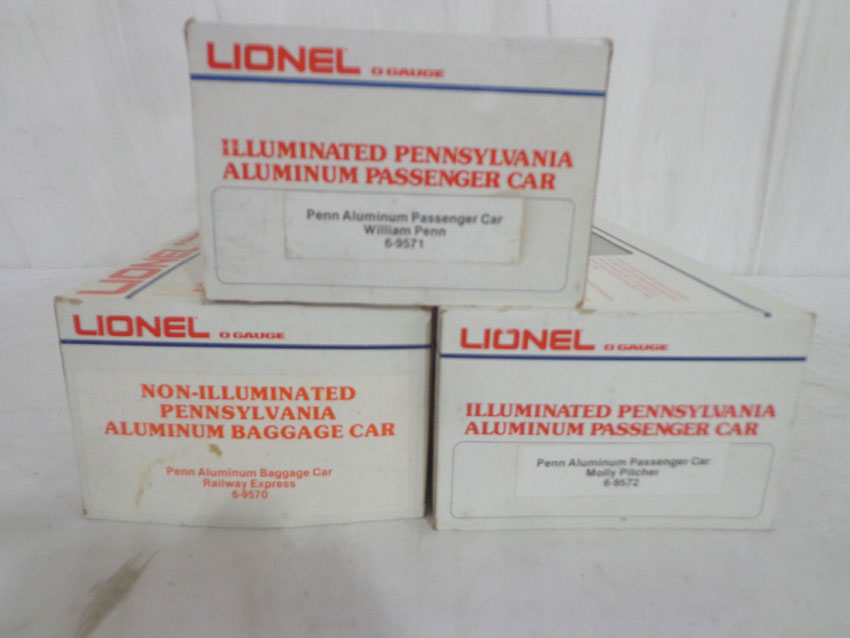 LIONEL O GAUGE
ILLUMINATED PENNSYLVANIA
ALUMINUM PASSENGER CAR
Penn Aluminum Passenger Car
William Penn
6-9571
LIONEL
LIONEL O GAUGE
NON-ILLUMINATED
PENNSYLVANIA
ALUMINUM BAGGAGE CAR
Penn Aluminum Baggage Car
Railway Express
6-9570
LIONEL O GAUGE
ILLUMINATED PENNSYLVANIA
ALUMINUM PASSENGER CAR
Penn Aluminum Passenger Car
Molly Pitcher
6-9572